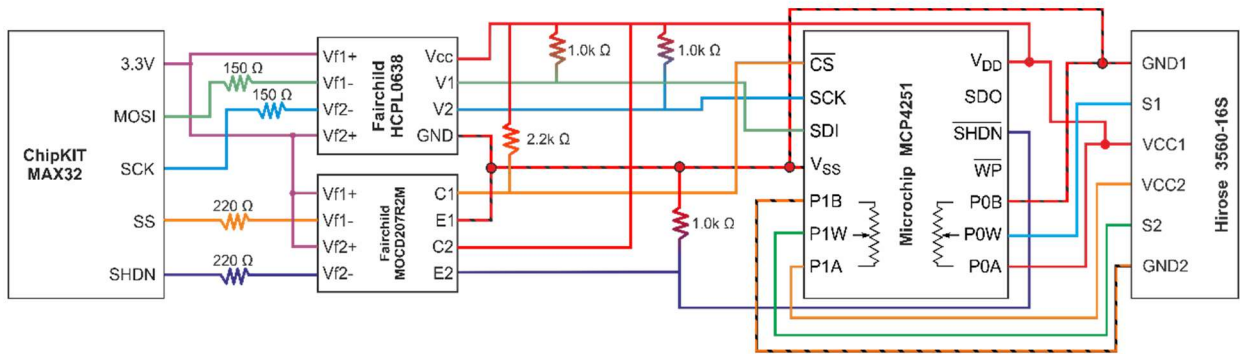 ChipKIT
MAX32
3.3V
MOSI
SCK
SS
SHDN
150 Ω
150 Ω
220 Ω
220 Ω
Fairchild
HCPL0638
Vf1+
Vf1-
Vf2-
Vf2+
Vcc
V1
V2
GND
Fairchild
MOCD207R2M
Vf1+
Vf1-
Vf2+
Vf2-
C1
E1
C2
E2
1.0k Ω
1.0k Ω
2.2k Ω
1.0k Ω
Microchip MCP4251
CS
SCK
SDI
VSS
P1B
P1W
P1A
VDD
SDO
SHDN
WP
P0B
P0W
P0A
Hirose 3560-16S
GND1
S1
VCC1
VCC2
S2
GND2